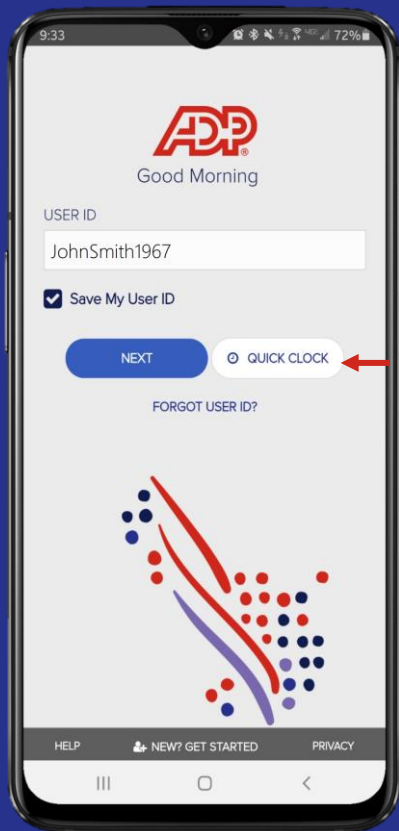 9:33
72%
ADP
Good Morning
USER ID
JohnSmith1967
Save My User ID
NEXT
QUICK CLOCK
FORGOT USER ID?
HELP
NEW? GET STARTED
PRIVACY